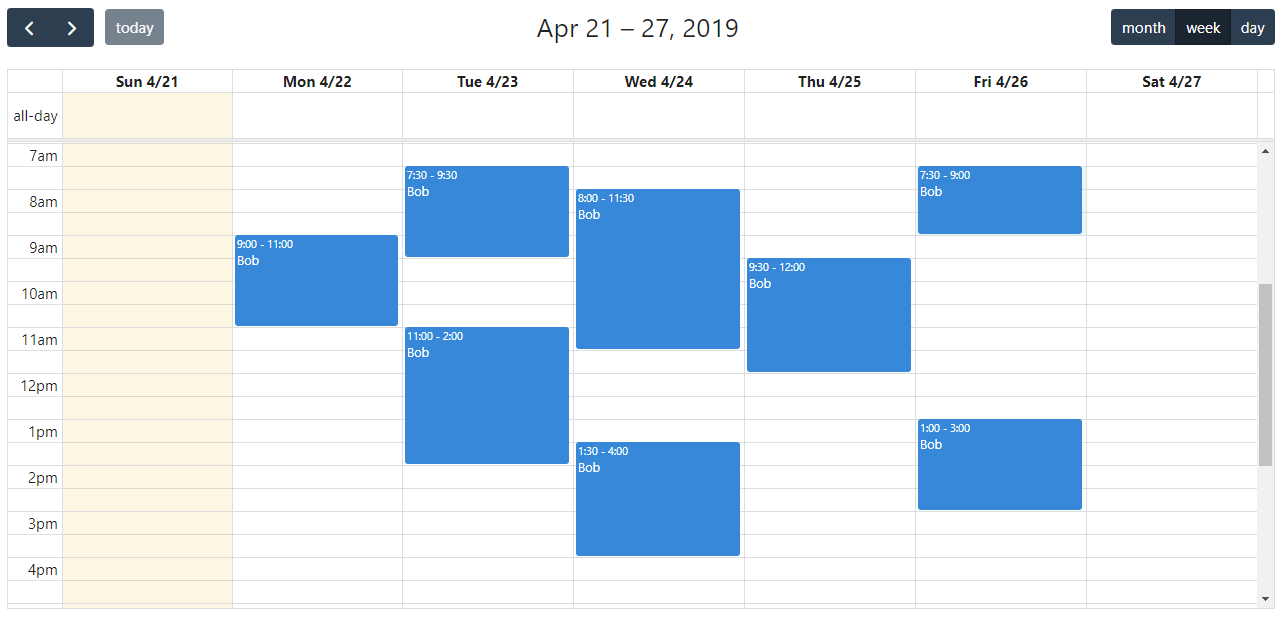 today
Apr 21 – 27, 2019
month week day
Sun 4/21 Mon 4/22 Tue 4/23 Wed 4/24 Thu 4/25 Fri 4/26 Sat 4/27
all-day
7am
7:30 - 9:30
Bob
7:30 - 9:00
Bob
8am
8:00 - 11:30
Bob
9am
9:00 - 11:00
Bob
9:30 - 12:00
Bob
10am
11am
11:00 - 2:00
Bob
12pm
1pm
1:00 - 3:00
Bob
1:30 - 4:00
Bob
2pm
3pm
4pm